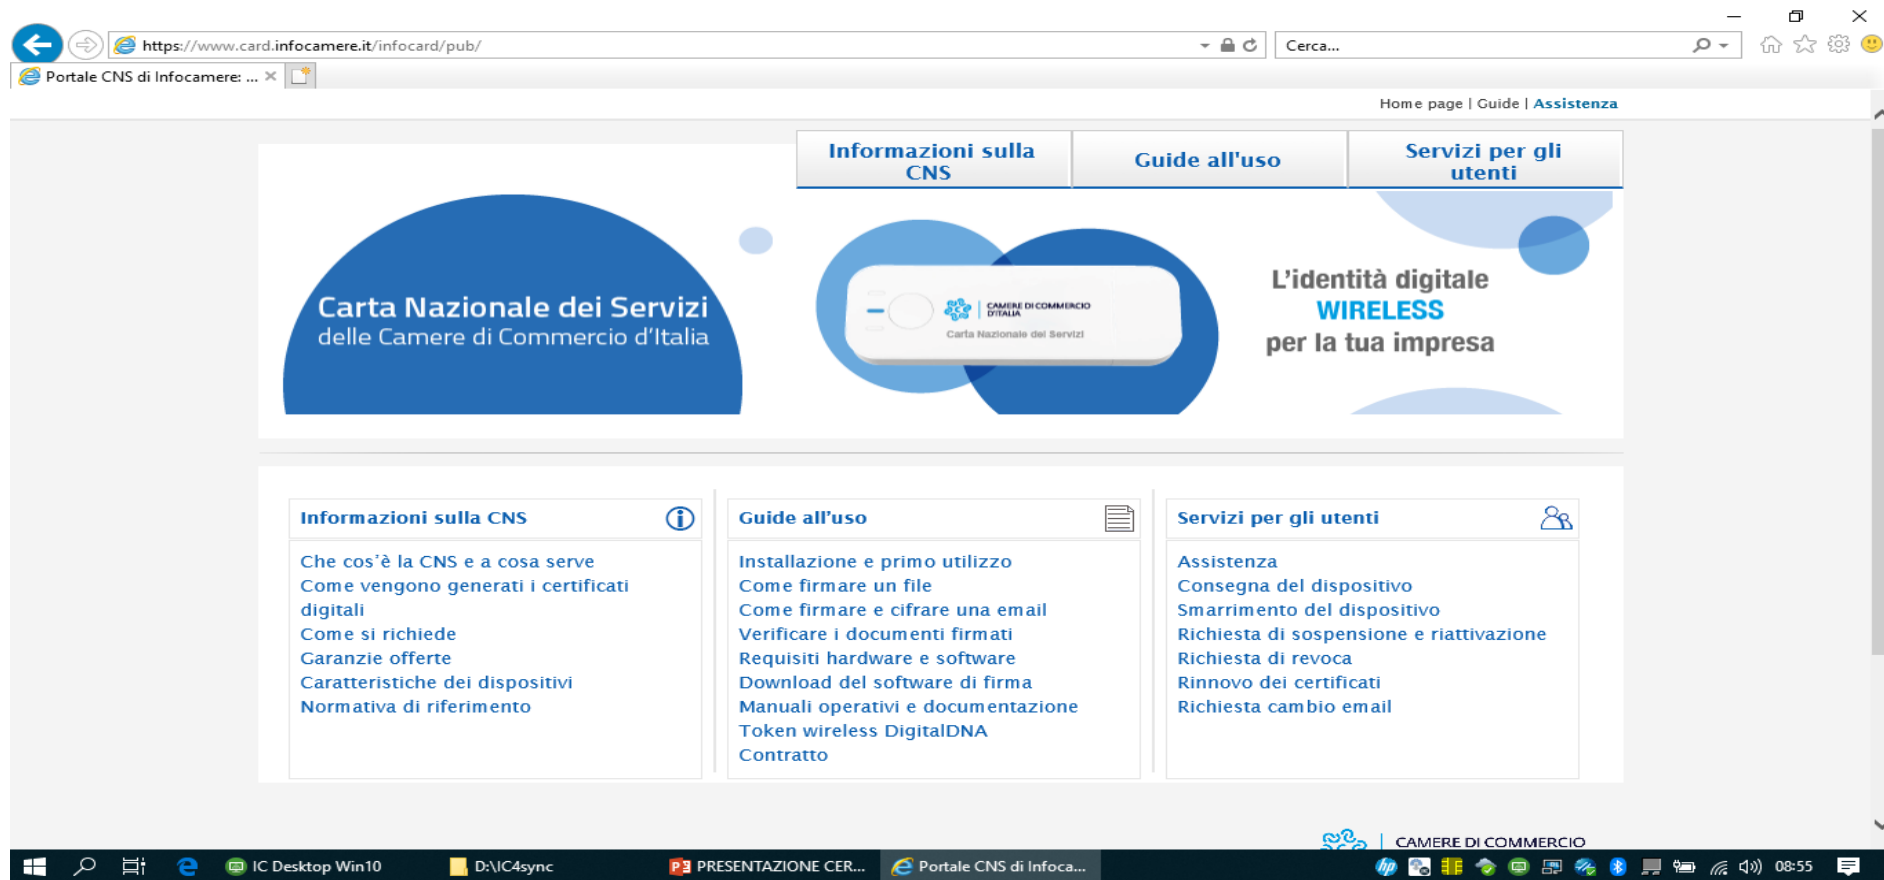 https://www.card.infocamere.it/infocard/pub/
Cerca...
Portale CNS di Infocamere: ...
Home page | Guide | Assistenza
Informazioni sulla CNS
Guide all'uso
Servizi per gli utenti
Carta Nazionale dei Servizi
delle Camere di Commercio d'Italia
CAMERE DI COMMERCIO
D'ITALIA
Carta Nazionale dei Servizi
L'identità digitale
WIRELESS
per la tua impresa
Informazioni sulla CNS
Che cos'è la CNS e a cosa serve
Come vengono generati i certificati
digitali
Come si richiede
Garanzie offerte
Caratteristiche dei dispositivi
Normativa di riferimento
Guide all'uso
Installazione e primo utilizzo
Come firmare un file
Come firmare e cifrare una email
Verificare i documenti firmati
Requisiti hardware e software
Download del software di firma
Manuali operativi e documentazione
Token wireless DigitalDNA
Contratto
Servizi per gli utenti
Assistenza
Consegna del dispositivo
Smarrimento del dispositivo
Richiesta di sospensione e riattivazione
Richiesta di revoca
Rinnovo dei certificati
Richiesta cambio email
CAMERE DI COMMERCIO
IC Desktop Win10
D:\IC4sync
PRESENTAZIONE CER...
Portale CNS di Infoca...
08:55